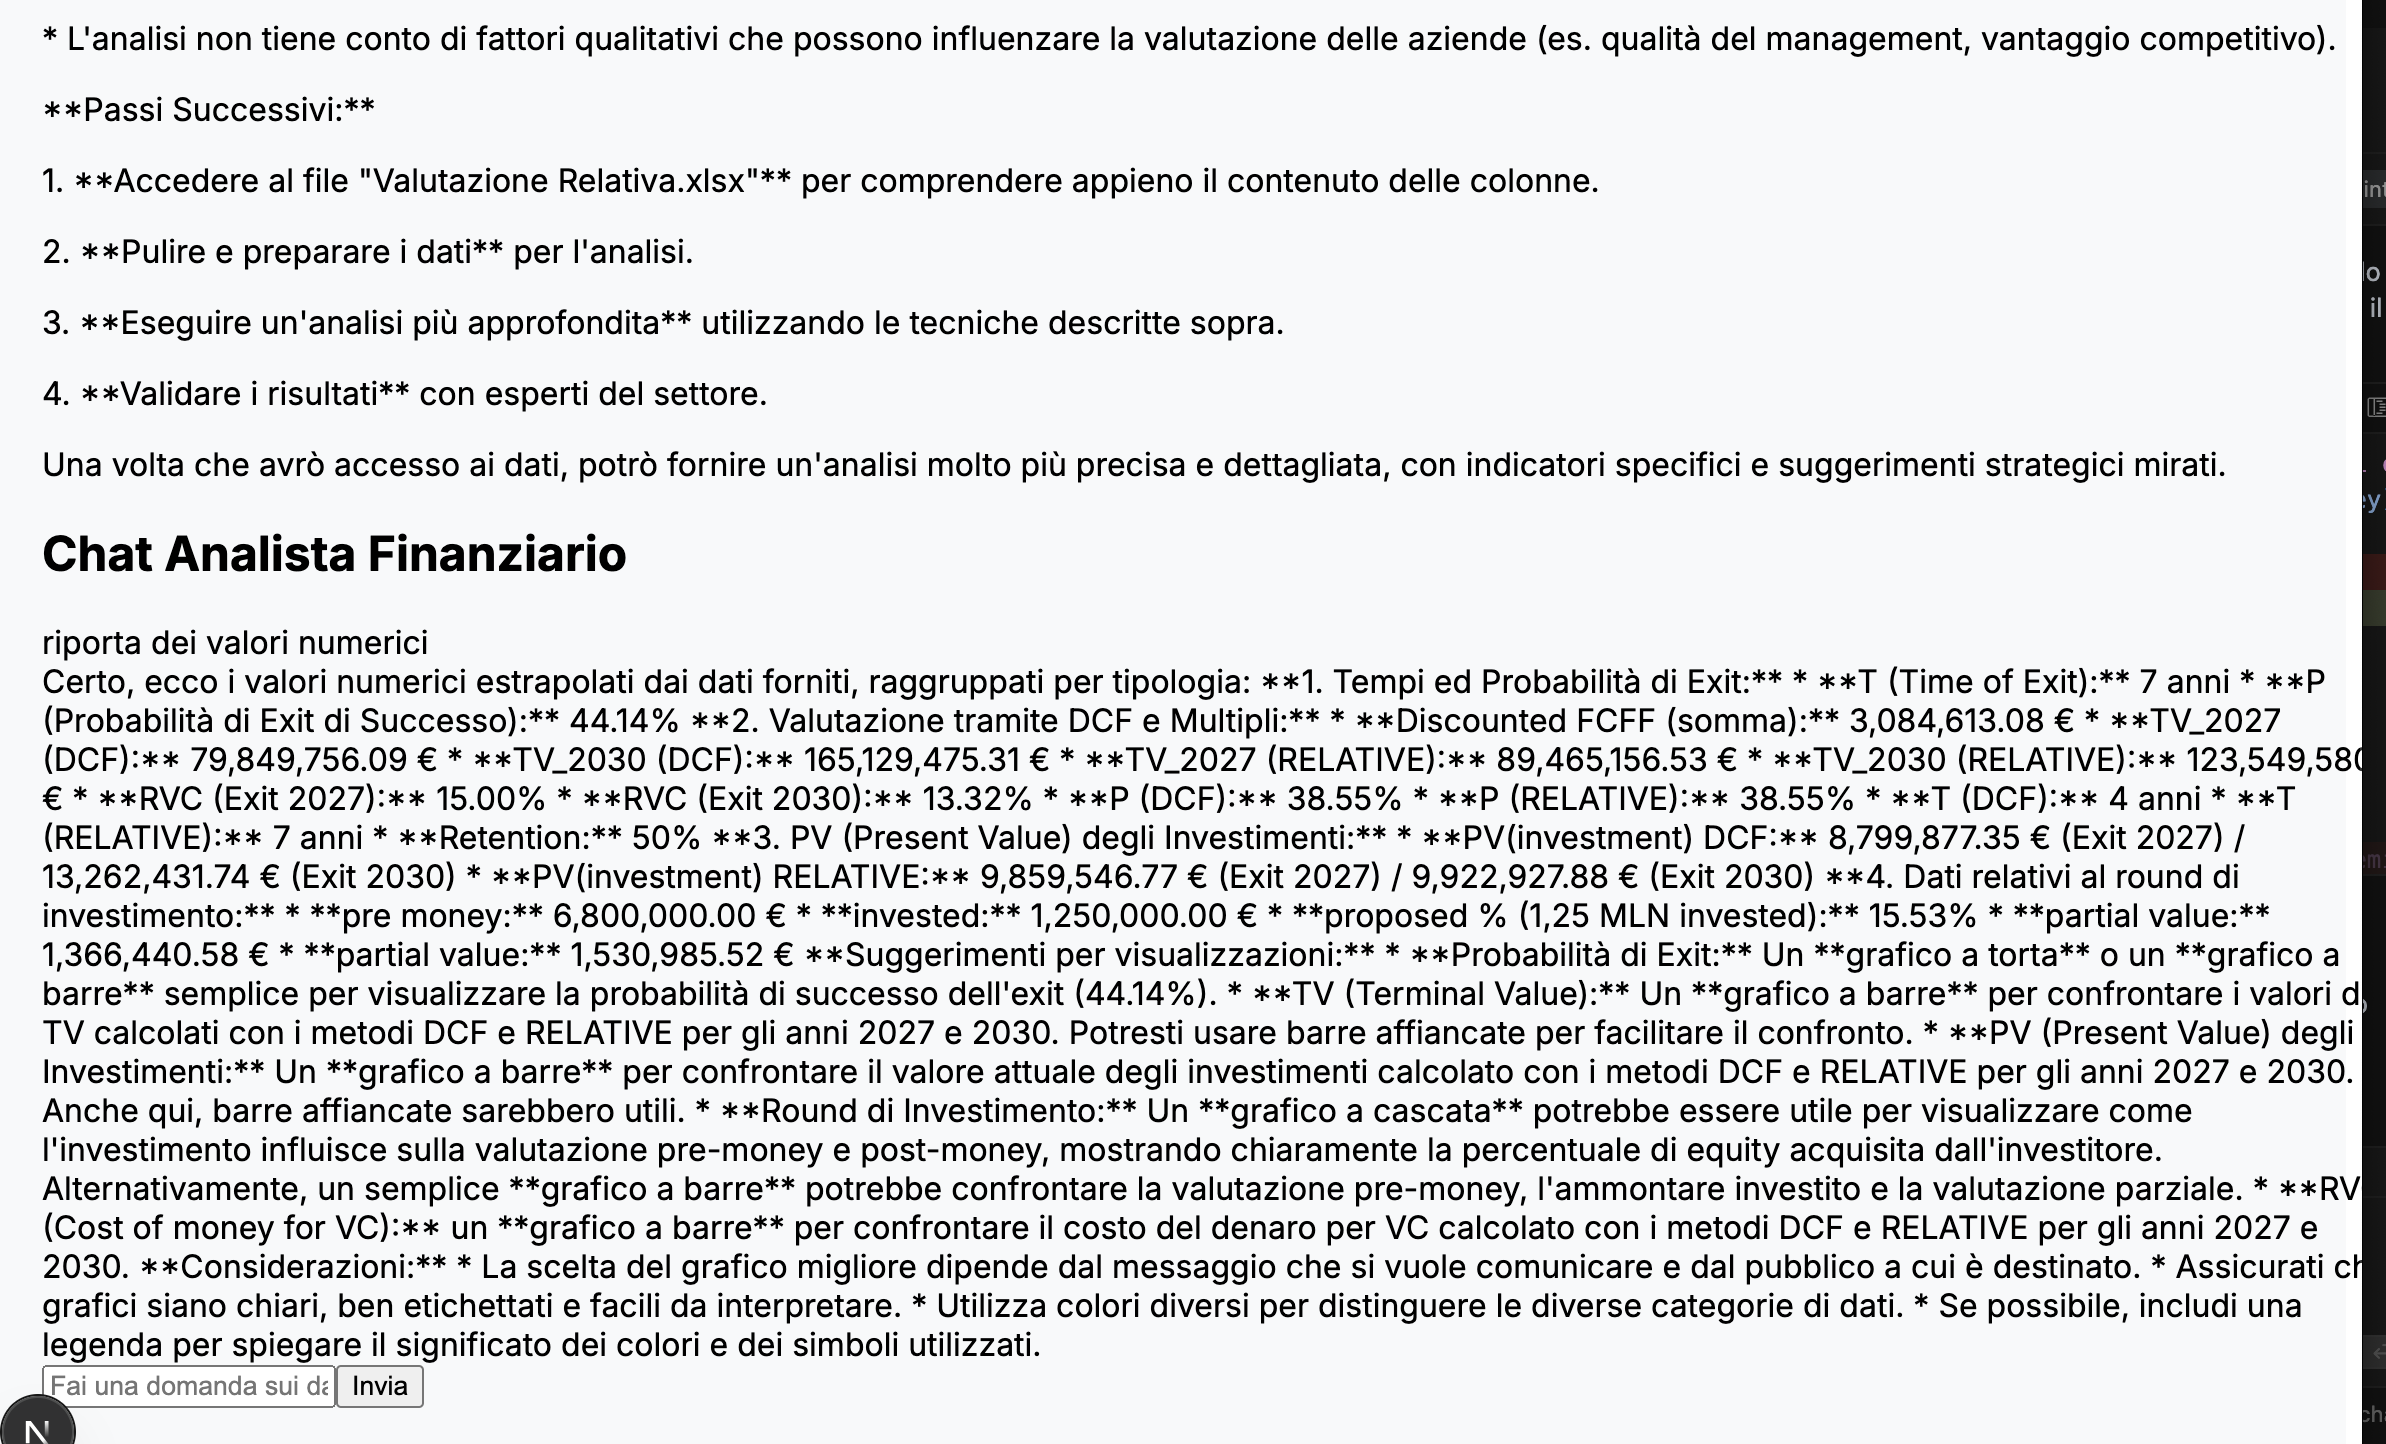 * L'analisi non tiene conto di fattori qualitativi che possono influenzare la valutazione delle aziende (es. qualità del management, vantaggio competitivo).
**Passi Successivi:**
1. **Accedere al file "Valutazione Relativa.xlsx"** per comprendere appieno il contenuto delle colonne.
2. **Pulire e preparare i dati** per l'analisi.
3. **Eseguire un'analisi più approfondita** utilizzando le tecniche descritte sopra.
4. **Validare i risultati** con esperti del settore.
Una volta che avrò accesso ai dati, potrò fornire un'analisi molto più precisa e dettagliata, con indicatori specifici e suggerimenti strategici mirati.
Chat Analista Finanziario
riporta dei valori numerici
Certo, ecco i valori numerici estrapolati dai dati forniti, raggruppati per tipologia: **1. Tempi ed Probabilità di Exit:** * **T (Time of Exit):** 7 anni * **P
(Probabilità di Exit di Successo):** 44.14% **2. Valutazione tramite DCF e Multipli:** * **Discounted FCFF (somma):** 3,084,613.08 € * **TV_2027
(DCF):** 79,849,756.09 € * **TV_2030 (DCF):** 165,129,475.31 € * **TV_2027 (RELATIVE):** 89,465,156.53 € * **TV_2030 (RELATIVE):** 123,549,580
€ * **RVC (Exit 2027):** 15.00% * **RVC (Exit 2030):** 13.32% * **P (DCF):** 38.55% * **P (RELATIVE):** 38.55% * **T (DCF):** 4 anni * **T
(RELATIVE):** 7 anni * **Retention:** 50% **3. PV (Present Value) degli Investimenti:** * **PV(investment) DCF:** 8,799,877.35 € (Exit 2027) /
13,262,431.74 € (Exit 2030) * **PV(investment) RELATIVE:** 9,859,546.77 € (Exit 2027) / 9,922,927.88 € (Exit 2030) **4. Dati relativi al round di
investimento:** * **pre money:** 6,800,000.00 € * **invested:** 1,250,000.00 € * **proposed % (1,25 MLN invested):** 15.53% * **partial value:**
1,366,440.58 € * **partial value:** 1,530,985.52 € **Suggerimenti per visualizzazioni:** * **Probabilità di Exit:** Un **grafico a torta** o un **grafico a
barre** semplice per visualizzare la probabilità di successo dell'exit (44.14%). * **TV (Terminal Value):** Un **grafico a barre** per confrontare i valori d
TV calcolati con i metodi DCF e RELATIVE per gli anni 2027 e 2030. Potresti usare barre affiancate per facilitare il confronto. * **PV (Present Value) degli
Investimenti:** Un **grafico a barre** per confrontare il valore attuale degli investimenti calcolato con i metodi DCF e RELATIVE per gli anni 2027 e 2030.
Anche qui, barre affiancate sarebbero utili. * **Round di Investimento:** Un **grafico a cascata** potrebbe essere utile per visualizzare come
l'investimento influisce sulla valutazione pre-money e post-money, mostrando chiaramente la percentuale di equity acquisita dall'investitore.
Alternativamente, un semplice **grafico a barre** potrebbe confrontare la valutazione pre-money, l'ammontare investito e la valutazione parziale. * **RV
(Cost of money for VC):** un **grafico a barre** per confrontare il costo del denaro per VC calcolato con i metodi DCF e RELATIVE per gli anni 2027 e
2030. **Considerazioni:** * La scelta del grafico migliore dipende dal messaggio che si vuole comunicare e dal pubblico a cui è destinato. * Assicurati ch
grafici siano chiari, ben etichettati e facili da interpretare. * Utilizza colori diversi per distinguere le diverse categorie di dati. * Se possibile, includi una
legenda per spiegare il significato dei colori e dei simboli utilizzati.
Fai una domanda sui da
Invia
N